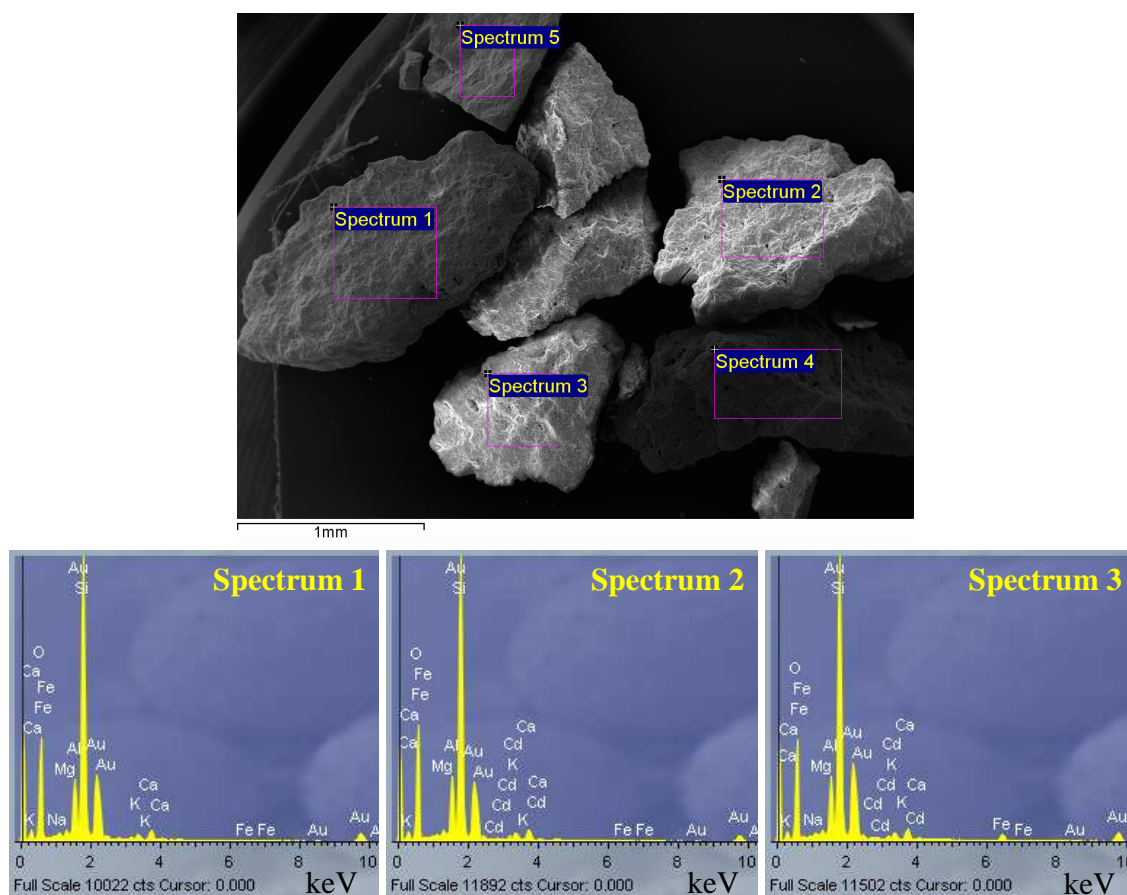 Spectrum 5
Spectrum 2
Spectrum 1
Spectrum 4
Spectrum 3
1mm
Spectrum 1
Au
Si
O
Ca
Fe
Fe
Ca
Al
Au
Mg
Au
Ca
K
Ca
K
Na
Fe
Fe
Au
Au
0
2
4
6
8
10
Full Scale 10022 cts Cursor: 0.000
keV
Spectrum 2
Au
Si
O
Fe
Fe
Ca
Ca
Al
Au
Mg
Au
Ca
Cd
K
Cd
Ca
Cd
Cd
Cd
K
K
Fe
Fe
Au
Au
0
2
4
6
8
10
Full Scale 11892 cts Cursor: 0.000
keV
Spectrum 3
Au
Si
O
Fe
Fe
Ca
Ca
Al
Au
Mg
Au
Ca
Cd
K
Cd
Ca
Cd
K
Cd
Ca
K
Na
Cd
Fe
Fe
Au
Au
0
2
4
6
8
10
Full Scale 11502 cts Cursor: 0.000
keV